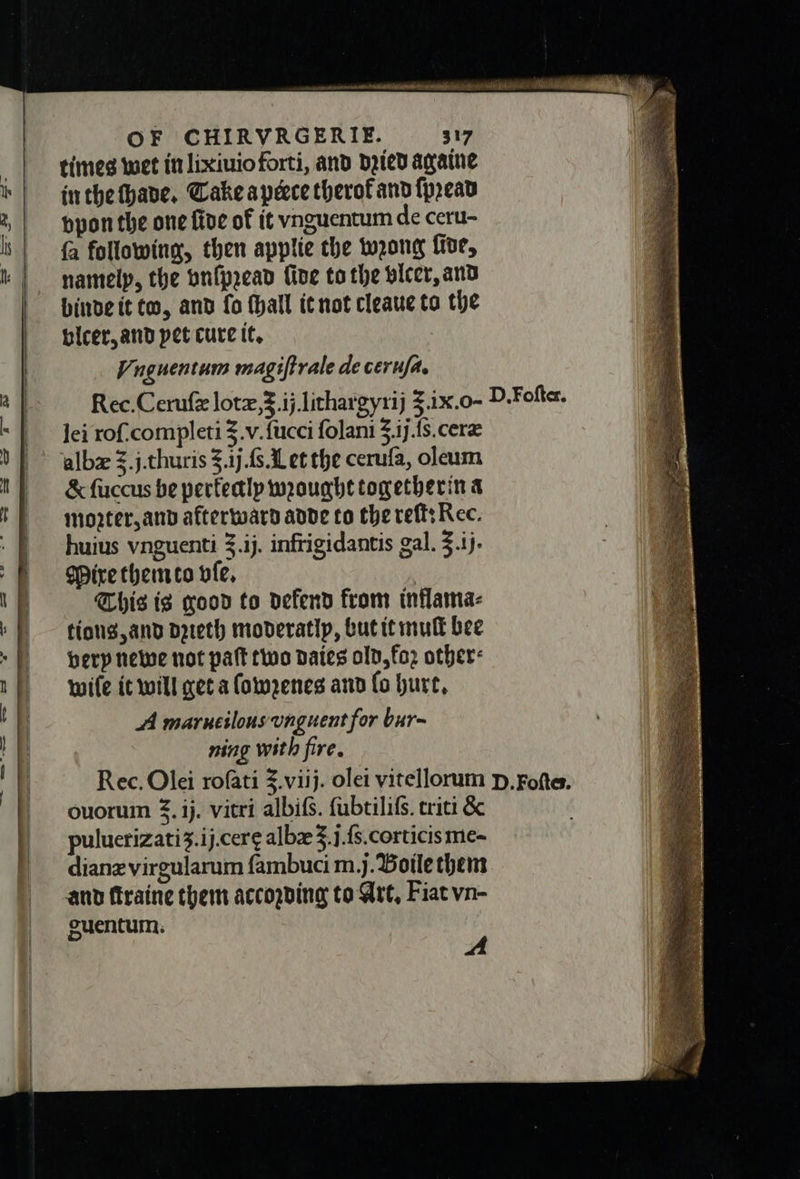 OF CHIRVRGERIE. 317
times wet in lixiuio forti, and dried againe
in the ſhade. Take a péece therof and ſpread
vpon the one ſide of it vnguentum de ceru-
ſa following, then applie the wrong ſide,
namely, the vnſpread ſide to the vlcer, and
binde it to, and ſo ſhall it not cleaue to the
vlcer, and yet cure it.
Vnguentum magiſtrale de ceruſa.
Rec. Ceruſæ lotæ, ℥.ij. lithargyrij ℥.ix. o- D. Foſter.
lei roſ. completi ℥.v. ſucci ſolani ℥.ij.ſs. ceræ
albæ ℥.j. thuris ℥.ij.ſs. Let the ceruſa, oleum
& ſuccus be perfectly wrought together in a
morter, and afterward adde to the reſt: Rec.
huius vnguenti ℥.ij. infrigidantis gal. ℥.ij.
Mixe them to vſe.
This is good to defend from inflama-
tions, and drieth moderatly, but it muſt bee
very newe not paſt two daies old, for other-
wiſe it will get a ſowrenes and ſo hurt.
A marueilous vnguent for bur-
ning with fire.
Rec. Olei roſati ℥.viij. olei vitellorum D. Foſter.
ouorum ℥.ij. vitri albiſs. ſubtiliſs. triti &
puluerizati ʒ.ij. cerę albæ ℥.j.ſs. corticis me-
dianæ virgularum ſambuci m.j. Boile them
and ſtraine them according to Art, Fiat vn-
guentum.
A